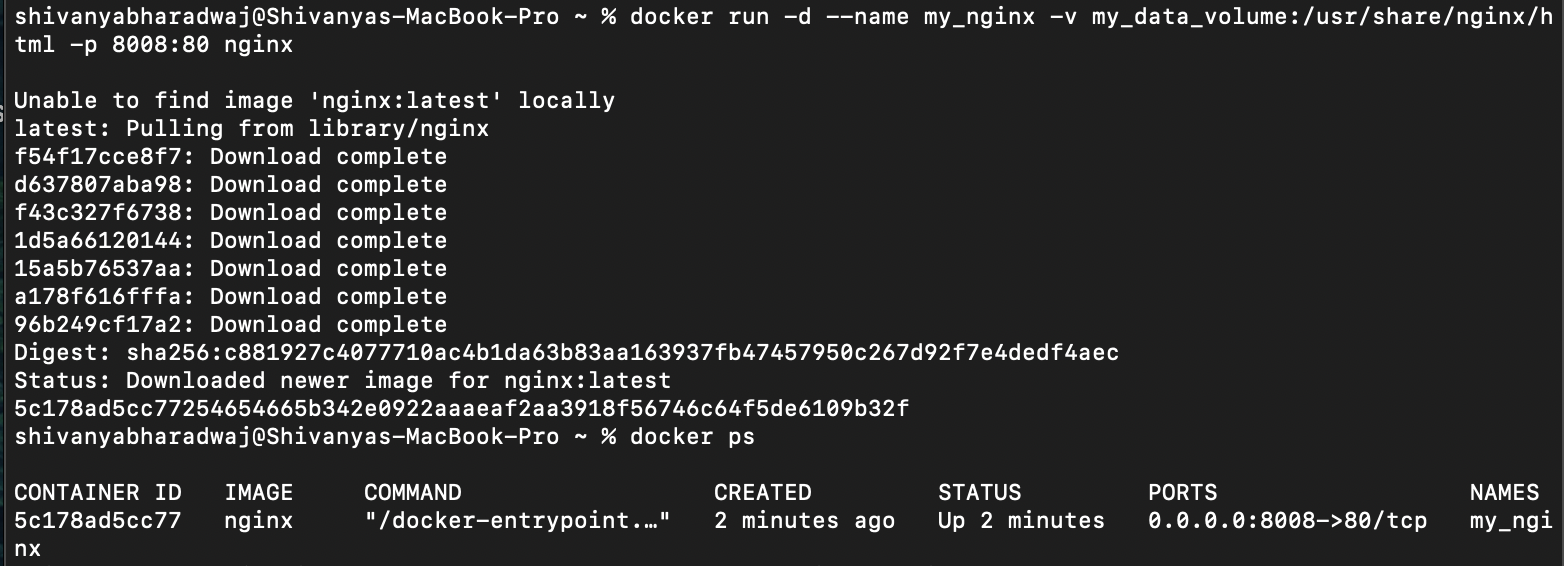 shivanyabharadwaj@Shivanyas-MacBook-Pro ~ % docker run -d --name my_nginx -v my_data_volume:/usr/share/nginx/h
tml -p 8008:80 nginx
Unable to find image 'nginx:latest' locally
latest: Pulling from library/nginx
f54f17cce8f7: Download complete
d637807aba98: Download complete
f43c327f6738: Download complete
1d5a66120144: Download complete
15a5b76537aa: Download complete
a178f616fffa: Download complete
96b249cf17a2: Download complete
Digest: sha256:c881927c4077710ac4b1da63b83aa163937fb47457950c267d92f7e4dedf4aec
Status: Downloaded newer image for nginx:latest
5c178ad5cc77254654665b342e0922aaaeaf2aa3918f56746c64f5de6109b32f
shivanyabharadwaj@Shivanyas-MacBook-Pro ~ % docker ps
CONTAINER ID   IMAGE     COMMAND                  CREATED         STATUS         PORTS                  NAMES
5c178ad5cc77   nginx     "/docker-entrypoint.…"   2 minutes ago   Up 2 minutes   0.0.0.0:8008->80/tcp   my_ngi
nx